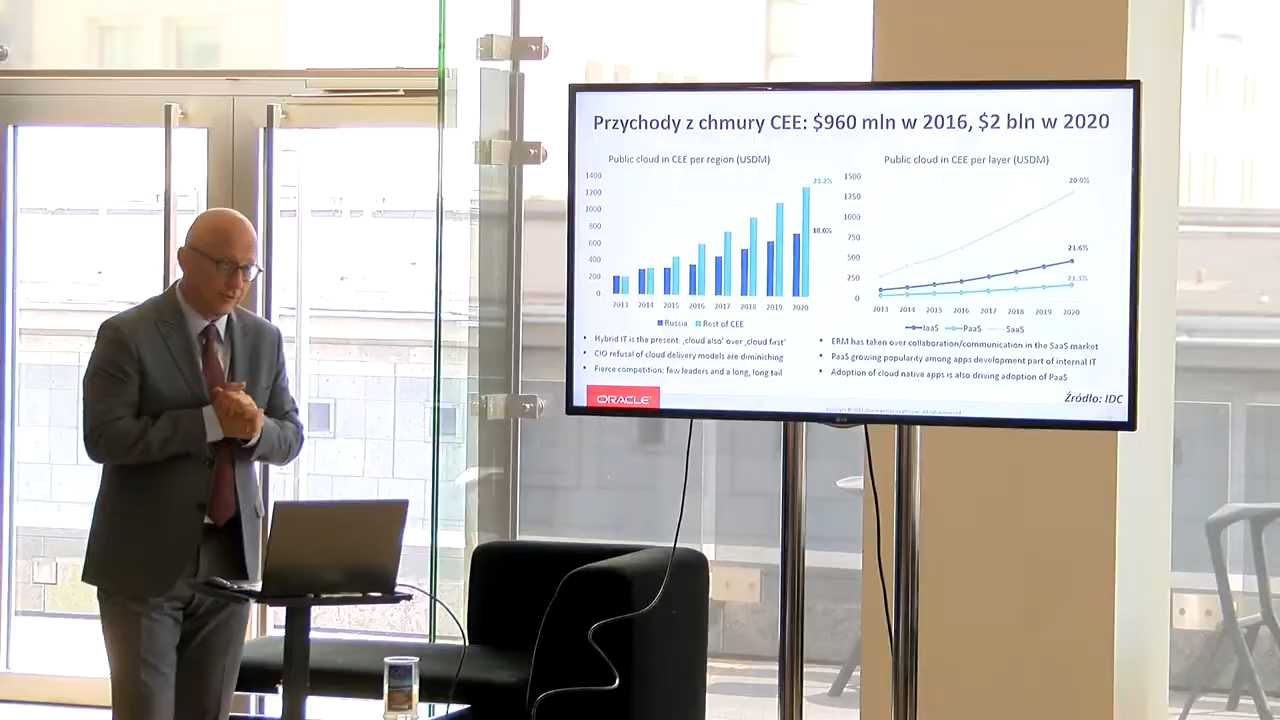 Przychody z chmury CEE: $960 mln w 2016, $2 bln w 2020
Public cloud in CEE per region (USDM)
1400
1200
1000
800
600
400
200
0
23.2%
18.0%
2013 2014 2015 2016 2017 2018 2019 2020
Russia Rest of CEE
Public cloud in CEE per layer (USDM)
1500
1250
1000
750
500
250
0
20.5%
21.6%
21.3%
2013 2014 2015 2016 2017 2018 2019 2020
IaaS PaaS SaaS
Hybrid IT is the present: ‚cloud also' over ‚cloud first'
CIO refusal of cloud delivery models are diminishing
Fierce competition: few leaders and a long, long tail
ERM has taken over collaboration/communication in the SaaS market
PaaS growing popularity among apps development part of internal IT
Adoption of cloud native apps is also driving adoption of PaaS
Źródło: IDC
ORACLE